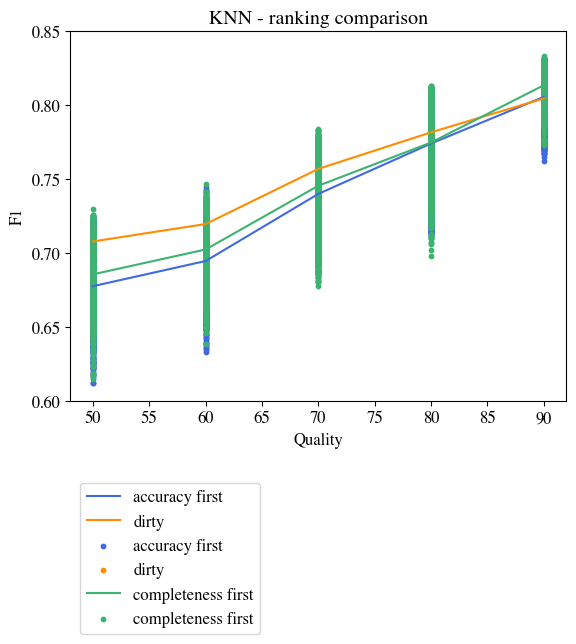 KNN - ranking comparison
F1
0.85
0.80
0.75
0.70
0.65
0.60
50 55 60 65 70 75 80 85 90
Quality
accuracy first
dirty
accuracy first
dirty
completeness first
completeness first